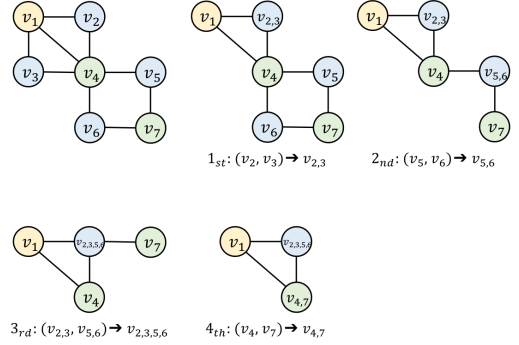 v1 v2 v1 v2,3 v1 v2,3
v3 v4 v5 v4 v5 v4 v5,6
v6 v7 v6 v7 v7
1st: (v2, v3)➔ v2,3 2nd: (v5, v6)➔ v5,6
v1 v2,3,5,6 v7 v1 v2,3,5,6
v4 v4,7
3rd: (v2,3, v5,6)➔ v2,3,5,6 4th: (v4, v7)➔ v4,7